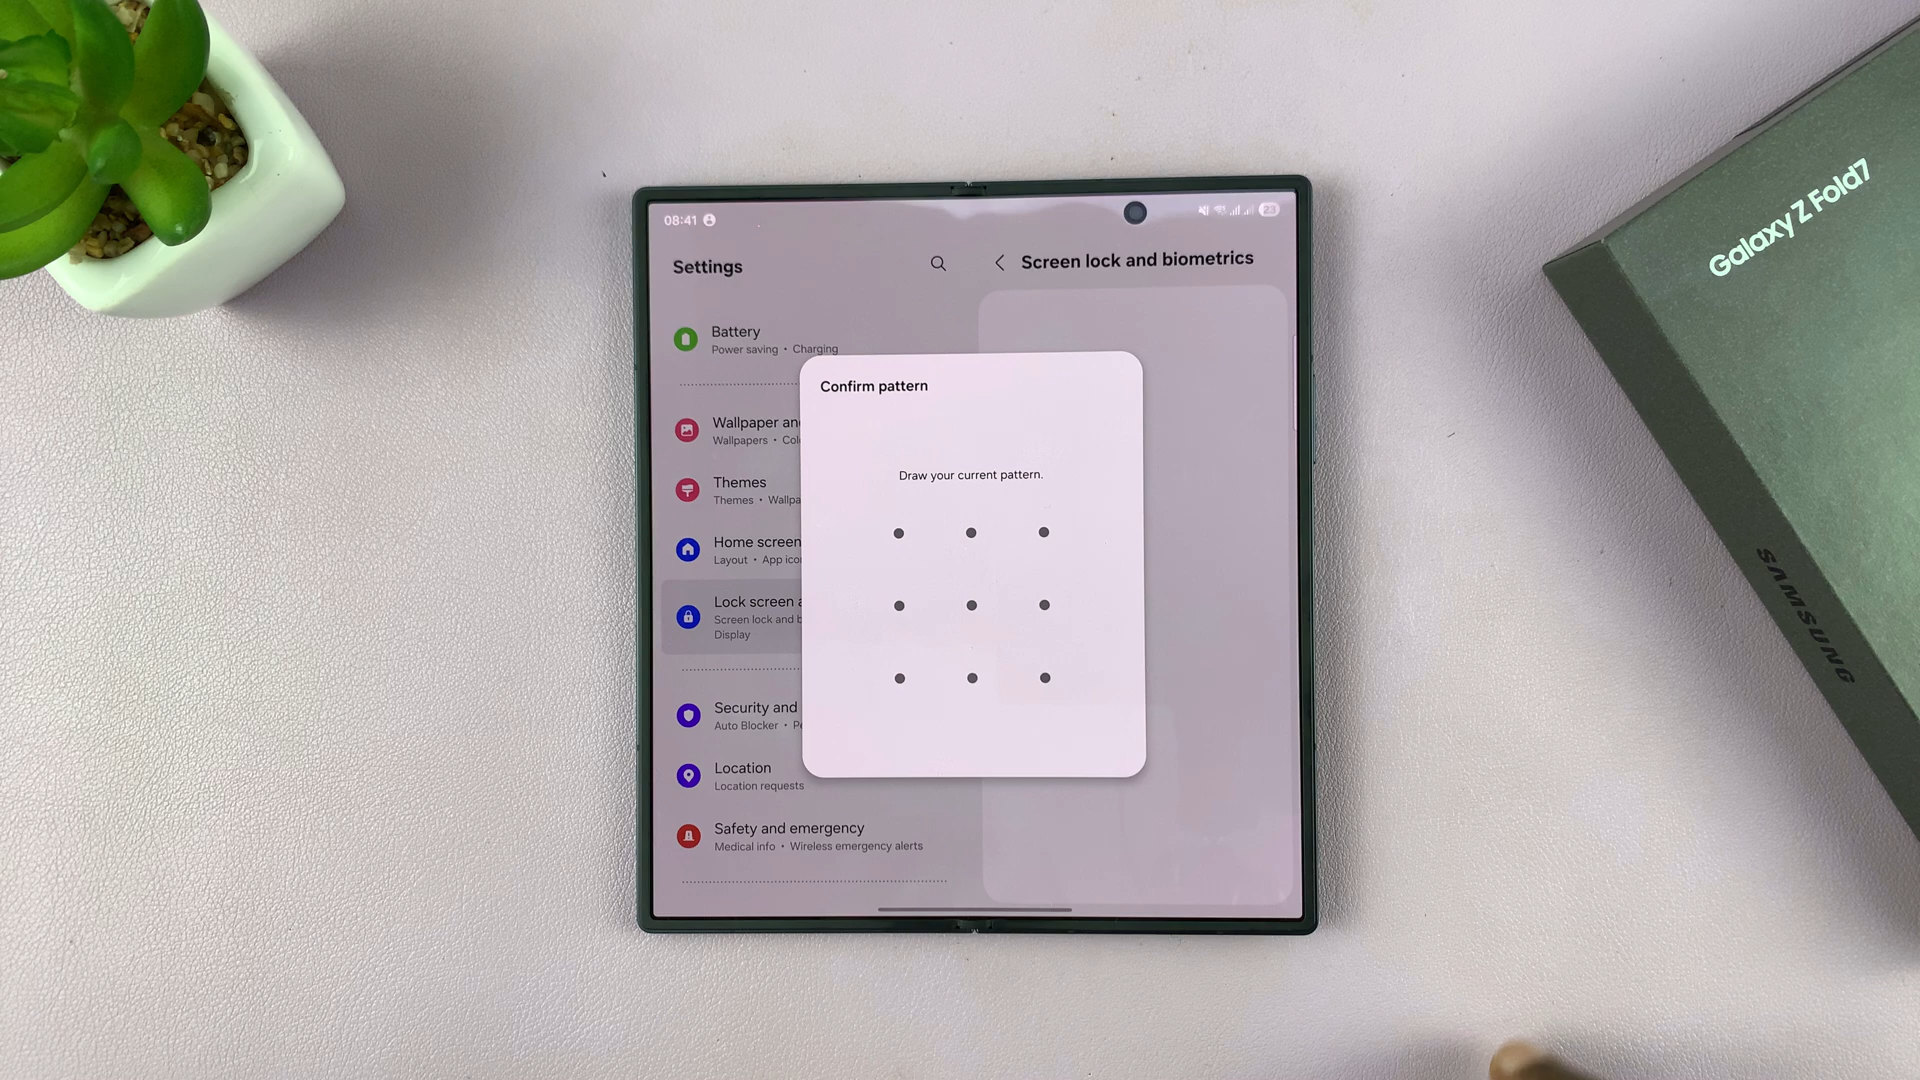 08:41
23
Settings
Screen lock and biometrics
Battery
Power saving • Charging
Wallpaper an
Wallpapers • Col
Themes
Themes • Wallpa
Home screen
Layout • App ico
Lock screen a
Screen lock and b
Display
Security and
Auto Blocker • Pe
Location
Location requests
Safety and emergency
Medical info • Wireless emergency alerts
Confirm pattern
Draw your current pattern.
Galaxy Z Fold7
SAMSUNG